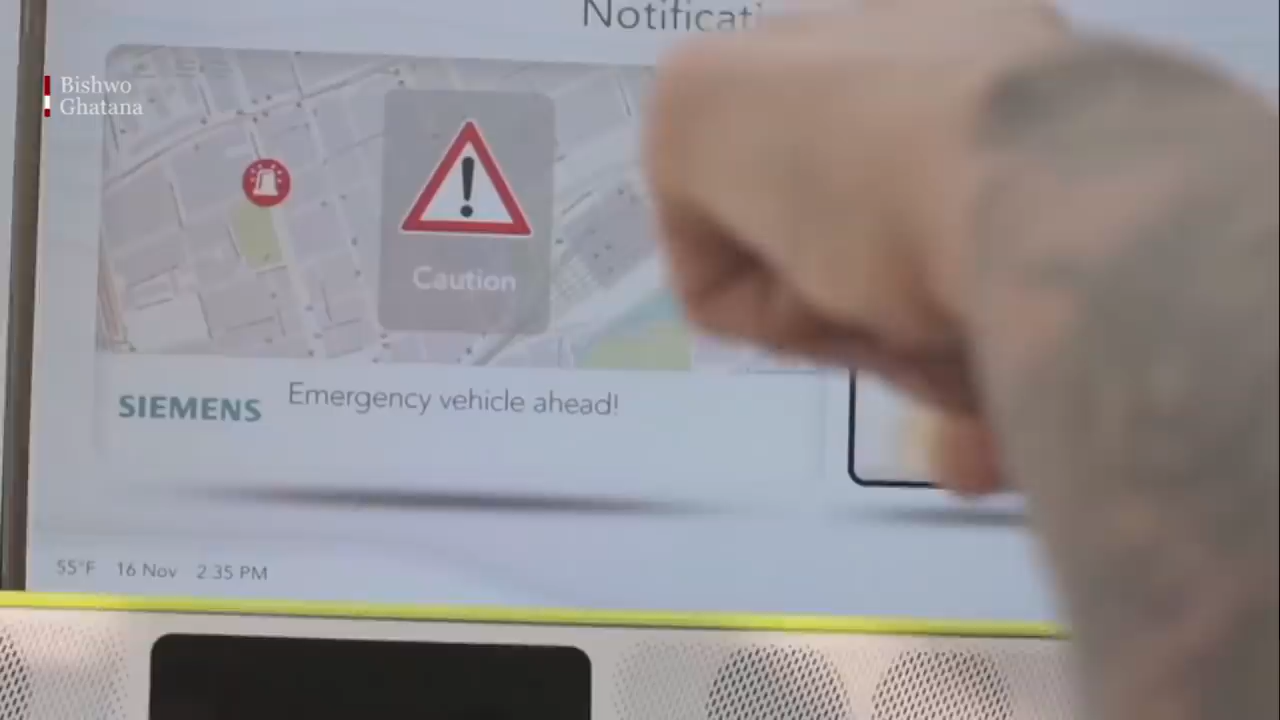 Bishwo
Ghatana
Caution
SIEMENS
Emergency vehicle ahead!
55°F 16 Nov 2:35 PM